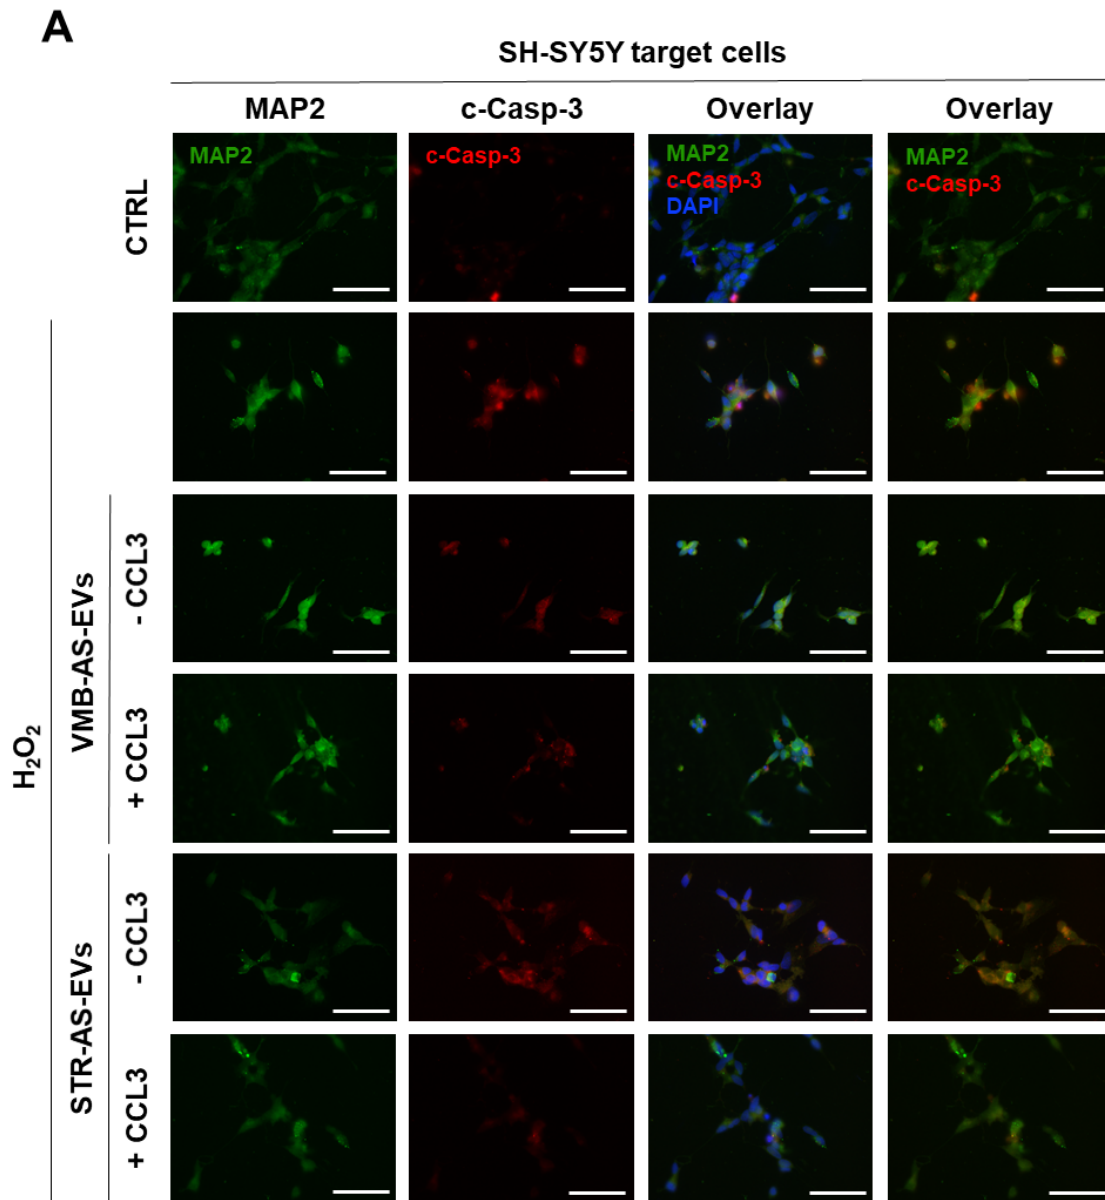 A
SH-SY5Y target cells
MAP2
c-Casp-3
Overlay
Overlay
CTRL
MAP2
c-Casp-3
MAP2
c-Casp-3
DAPI
MAP2
c-Casp-3
H₂O₂
VMB-AS-EVs
- CCL3
+ CCL3
STR-AS-EVs
- CCL3
+ CCL3